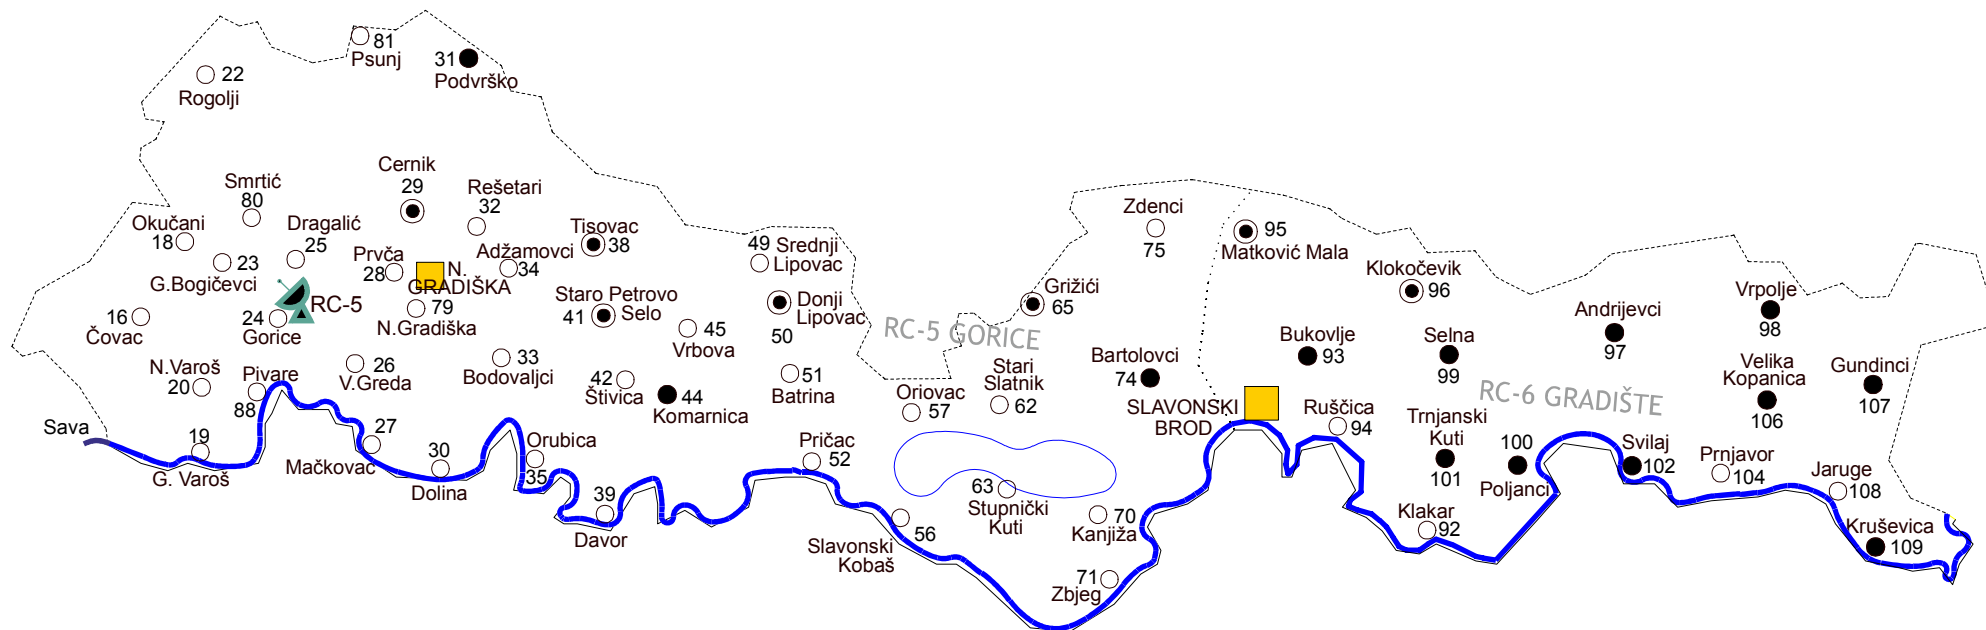 81
Psunj
31
Podvrško
22
Rogolji
Cernik
29
Smrtić
80
Rešetari
32
Okučani
18
Dragalić
25
Tisovac
38
Zdenci
75
95
Matković Mala
23
G.Bogičevci
Prvča
28
N.
GRADIŠKA
Adžamovci
34
49
Srednji
Lipovac
Klokočevik
96
RC-5
79
N.Gradiška
Staro Petrovo
Selo
41
Donji
Lipovac
50
Grižići
65
Andrijevci
97
Vrpolje
98
16
Čovac
24
Gorice
45
Vrbova
RC-5 GORICE
Bukovlje
93
Selna
99
N.Varoš
20
Pivare
88
26
V.Greda
33
Bodovaljci
42
Štivica
44
Komarnica
51
Batrina
Oriovac
57
Stari
Slatnik
62
Bartolovci
74
SLAVONSKI
BROD
Ruščica
94
RC-6 GRADIŠTE
Velika
Kopanica
106
Gundinci
107
Sava
19
G. Varoš
27
Mačkovac
30
Dolina
Orubica
35
39
Davor
Pričac
52
Trnjanski
Kuti
101
100
Poljanci
Svilaj
102
Prnjavor
104
Jaruge
108
56
Slavonski
Kobaš
63
Stupnički
Kuti
70
Kanjiža
Klakar
92
Kruševica
109
71
Zbjeg